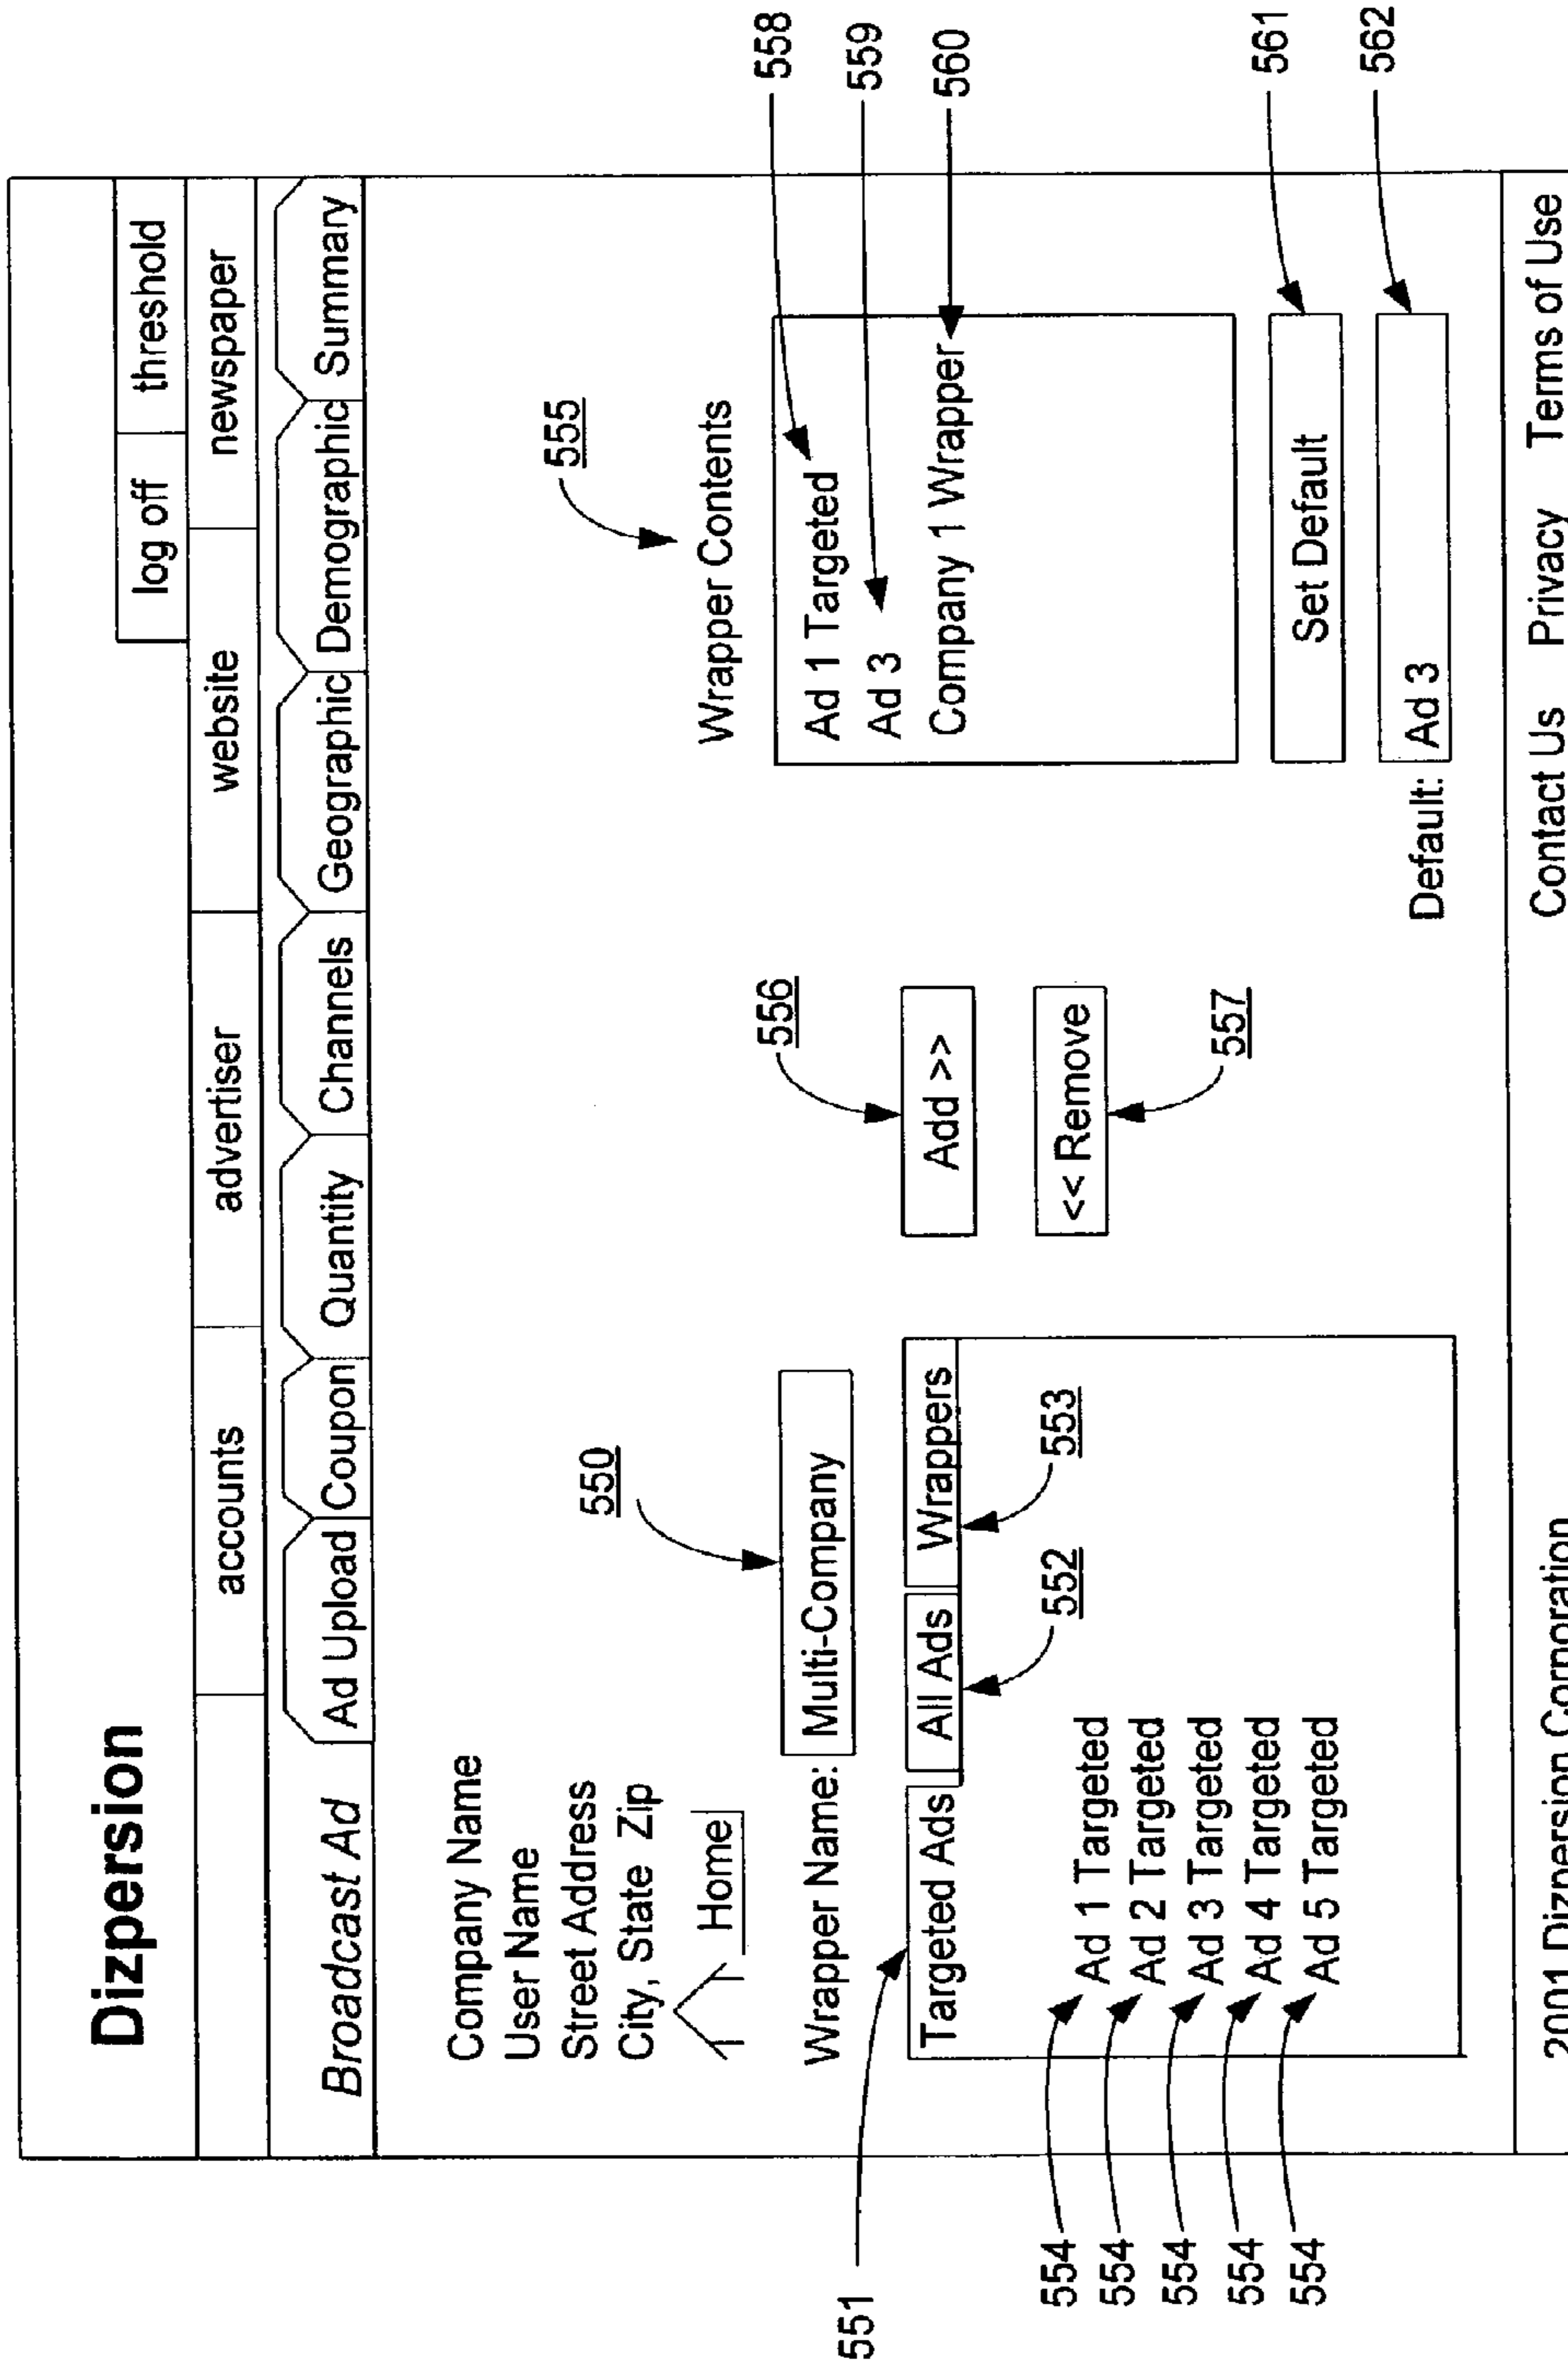 Dizpersion
log off threshold
accounts advertiser website newspaper
Broadcast Ad Ad Upload Coupon Quantity Channels Geographic Demographic Summary
Company Name
User Name
Street Address
City, State Zip
Home
550
Wrapper Name: Multi-Company
551
Targeted Ads All Ads Wrappers
552
553
554 Ad 1 Targeted
554 Ad 2 Targeted
554 Ad 3 Targeted
554 Ad 4 Targeted
554 Ad 5 Targeted
556
Add >>
<< Remove
557
555
Wrapper Contents
Ad 1 Targeted 558
Ad 3 559
Company 1 Wrapper 560
Set Default 561
Default: Ad 3 562
2001 Dizpersion Corporation Contact Us Privacy Terms of Use